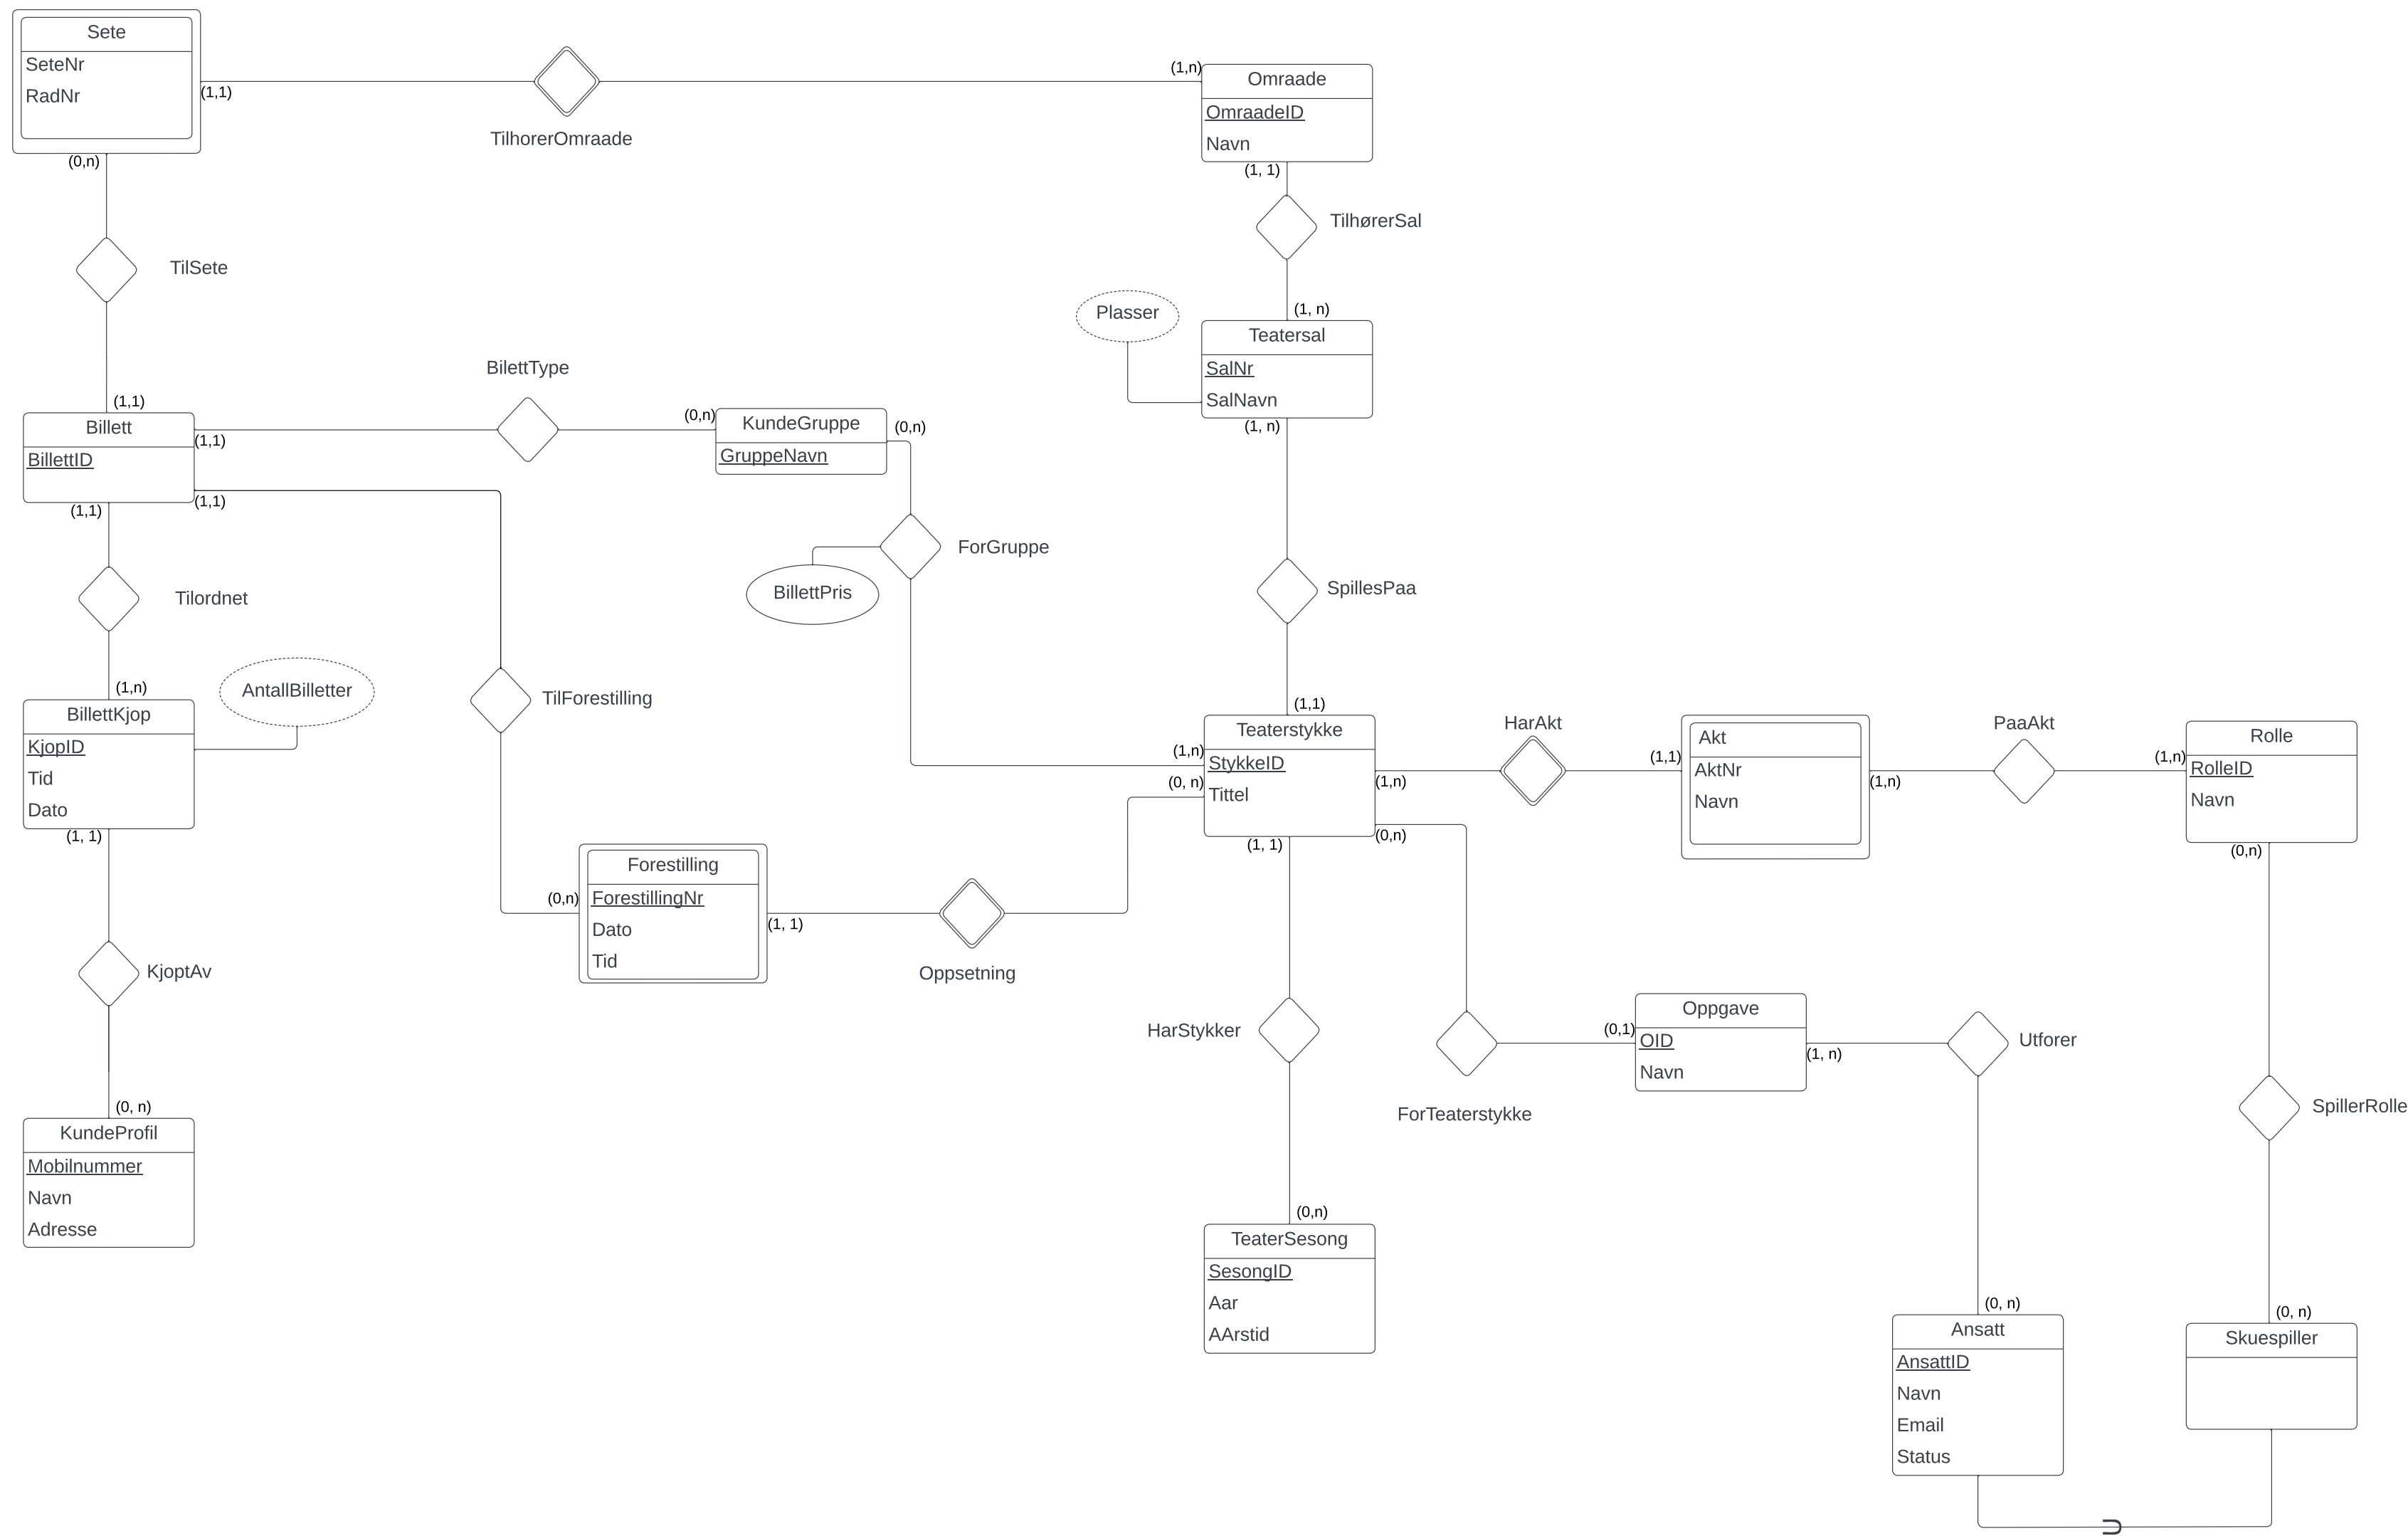 Sete
SeteNr
RadNr
(1,1)
(0,n)
TilhorerOmraade
(1,n)
Omraade
OmraadeID
Navn
(1, 1)
TilhørerSal
(1, n)
TilSete
Plasser
Teatersal
SalNr
SalNavn
(1, n)
BilettType
(1,1)
Billett
BillettID
(1,1)
(1,1)
(1,1)
(0,n)
KundeGruppe
GruppeNavn
(0,n)
ForGruppe
BillettPris
SpillesPaa
Tilordnet
AntallBilletter
(1,n)
BillettKjop
KjopID
Tid
Dato
(1, 1)
TilForestilling
(1,1)
Teaterstykke
StykkeID
Tittel
(1,n)
(0, n)
(1,n)
(0,n)
(1, 1)
HarAkt
(1,1)
Akt
AktNr
Navn
(1,n)
PaaAkt
(1,n)
Rolle
RolleID
Navn
(0,n)
(0,n)
Forestilling
ForestillingNr
Dato
Tid
(1, 1)
Oppsetning
KjoptAv
HarStykker
ForTeaterstykke
(0,1)
Oppgave
OID
Navn
(1, n)
Utforer
SpillerRolle
(0, n)
KundeProfil
Mobilnummer
Navn
Adresse
(0,n)
TeaterSesong
SesongID
Aar
AArstid
(0, n)
Ansatt
AnsattID
Navn
Email
Status
(0, n)
Skuespiller